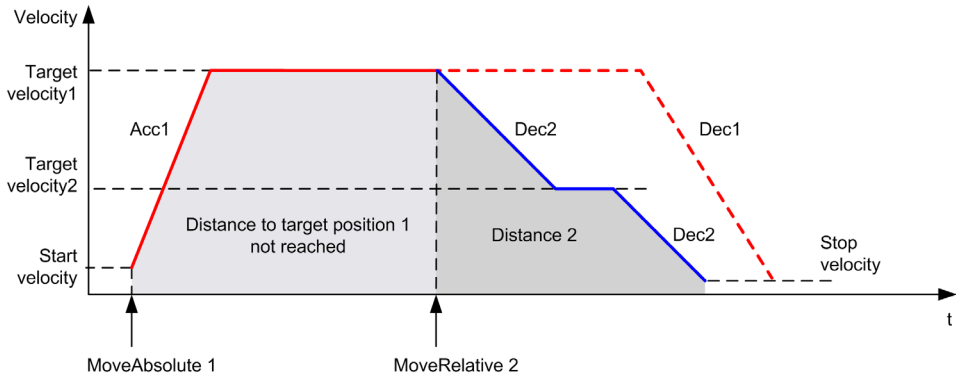 Velocity
Target
velocity1
Acc1
Dec2
Dec1
Target
velocity2
Distance to target position 1
not reached
Distance 2
Dec2
Start
velocity
Stop
velocity
t
MoveAbsolute 1
MoveRelative 2